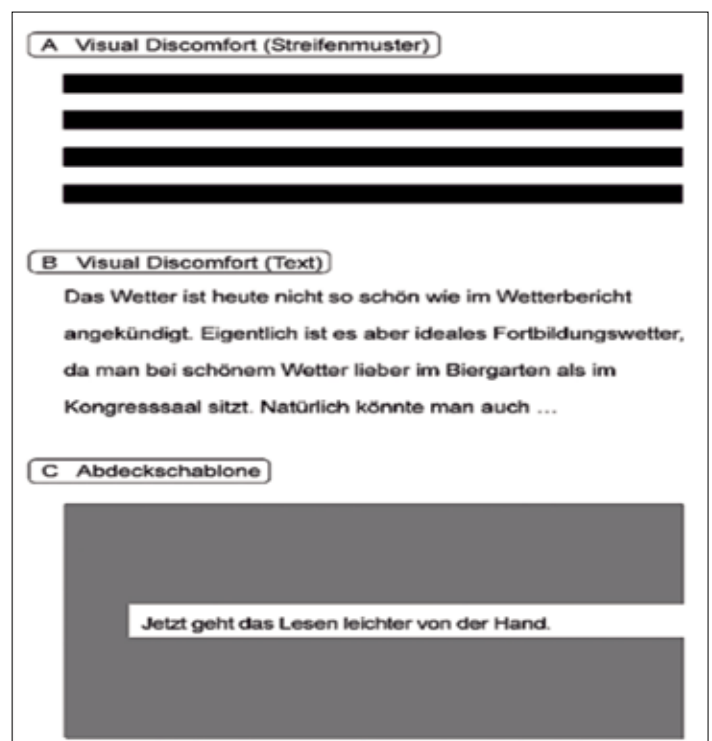 A Visual Discomfort (Streifenmuster)
B Visual Discomfort (Text)
Das Wetter ist heute nicht so schön wie im Wetterbericht
angekündigt. Eigentlich ist es aber ideales Fortbildungswetter,
da man bei schönem Wetter lieber im Biergarten als im
Kongresssaal sitzt. Natürlich könnte man auch ...
C Abdeckschablone
Jetzt geht das Lesen leichter von der Hand.